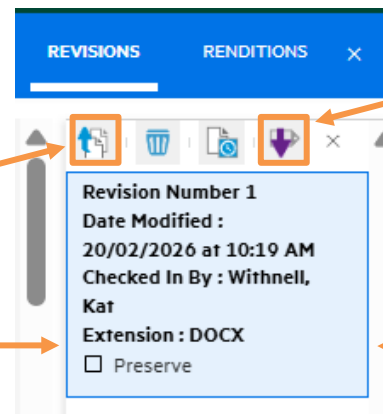 REVISIONS RENDITIONS
Revision Number 1
Date Modified :
20/02/2026 at 10:19 AM
Checked In By : Withnell,
Kat
Extension : DOCX
Preserve